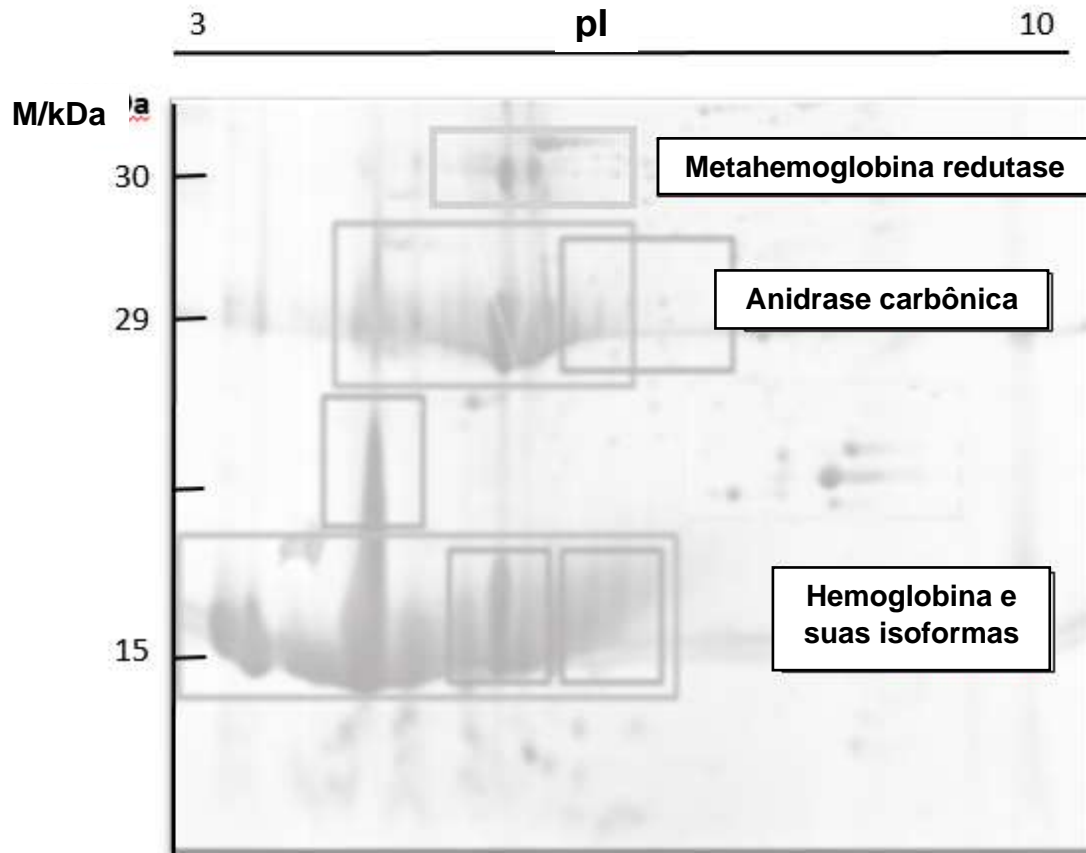 3 pI 10
M/kDa a
30 Metahemoglobina redutase
29 Anidrase carbônica
Hemoglobina e
suas isoformas
15